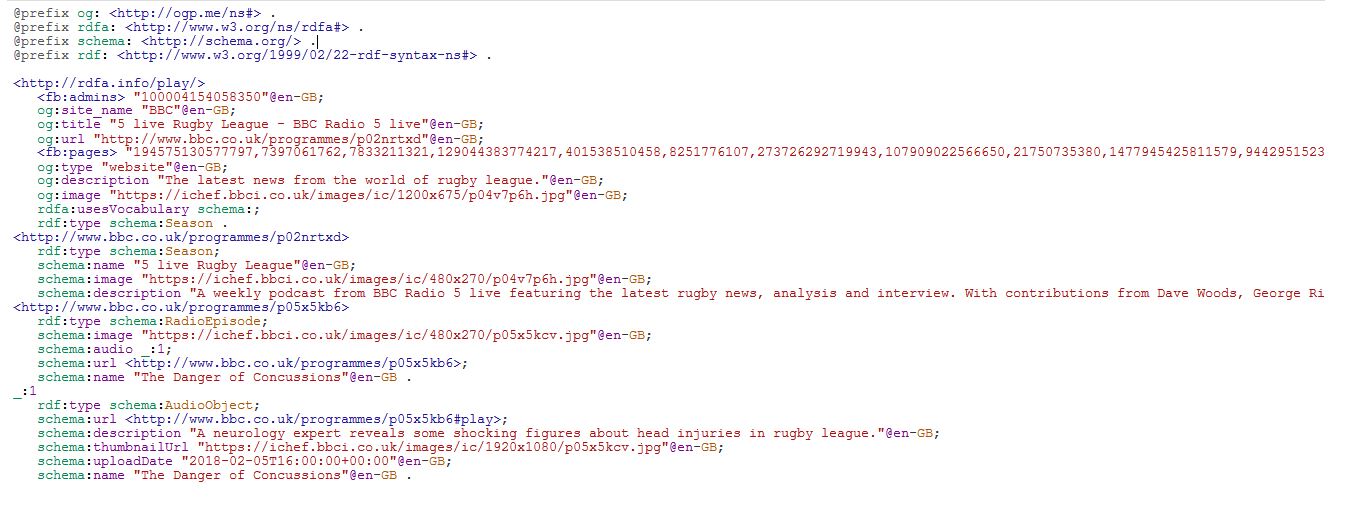 @prefix og: <http://ogp.me/ns#> .
@prefix rdfa: <http://www.w3.org/ns/rdfa#> .
@prefix schema: <http://schema.org/> .
@prefix rdf: <http://www.w3.org/1999/02/22-rdf-syntax-ns#> .
<http://rdfa.info/play/>
<fb:admins> "100004154058350"@en-GB;
og:site_name "BBC"@en-GB;
og:title "5 live Rugby League - BBC Radio 5 live"@en-GB;
og:url "http://www.bbc.co.uk/programmes/p02nrtxd"@en-GB;
<fb:pages> "194575130577797,7397061762,7833211321,129044383774217,401538510458,8251776107,273726292719943,107909022566650,21750735380,1477945425811579,9442951523
og:type "website"@en-GB;
og:description "The latest news from the world of rugby league."@en-GB;
og:image "https://ichef.bbci.co.uk/images/ic/1200x675/p04v7p6h.jpg"@en-GB;
rdfa:usesVocabulary schema:;
rdf:type schema:Season .
<http://www.bbc.co.uk/programmes/p02nrtxd>
rdf:type schema:Season;
schema:name "5 live Rugby League"@en-GB;
schema:image "https://ichef.bbci.co.uk/images/ic/480x270/p04v7p6h.jpg"@en-GB;
schema:description "A weekly podcast from BBC Radio 5 live featuring the latest rugby news, analysis and interview. With contributions from Dave Woods, George Ri
<http://www.bbc.co.uk/programmes/p05x5kb6>
rdf:type schema:RadioEpisode;
schema:image "https://ichef.bbci.co.uk/images/ic/480x270/p05x5kcv.jpg"@en-GB;
schema:audio _:1;
schema:url <http://www.bbc.co.uk/programmes/p05x5kb6>;
schema:name "The Danger of Concussions"@en-GB .
_:1
rdf:type schema:AudioObject;
schema:url <http://www.bbc.co.uk/programmes/p05x5kb6#play>;
schema:description "A neurology expert reveals some shocking figures about head injuries in rugby league."@en-GB;
schema:thumbnailUrl "https://ichef.bbci.co.uk/images/ic/1920x1080/p05x5kcv.jpg"@en-GB;
schema:uploadDate "2018-02-05T16:00:00+00:00"@en-GB;
schema:name "The Danger of Concussions"@en-GB .